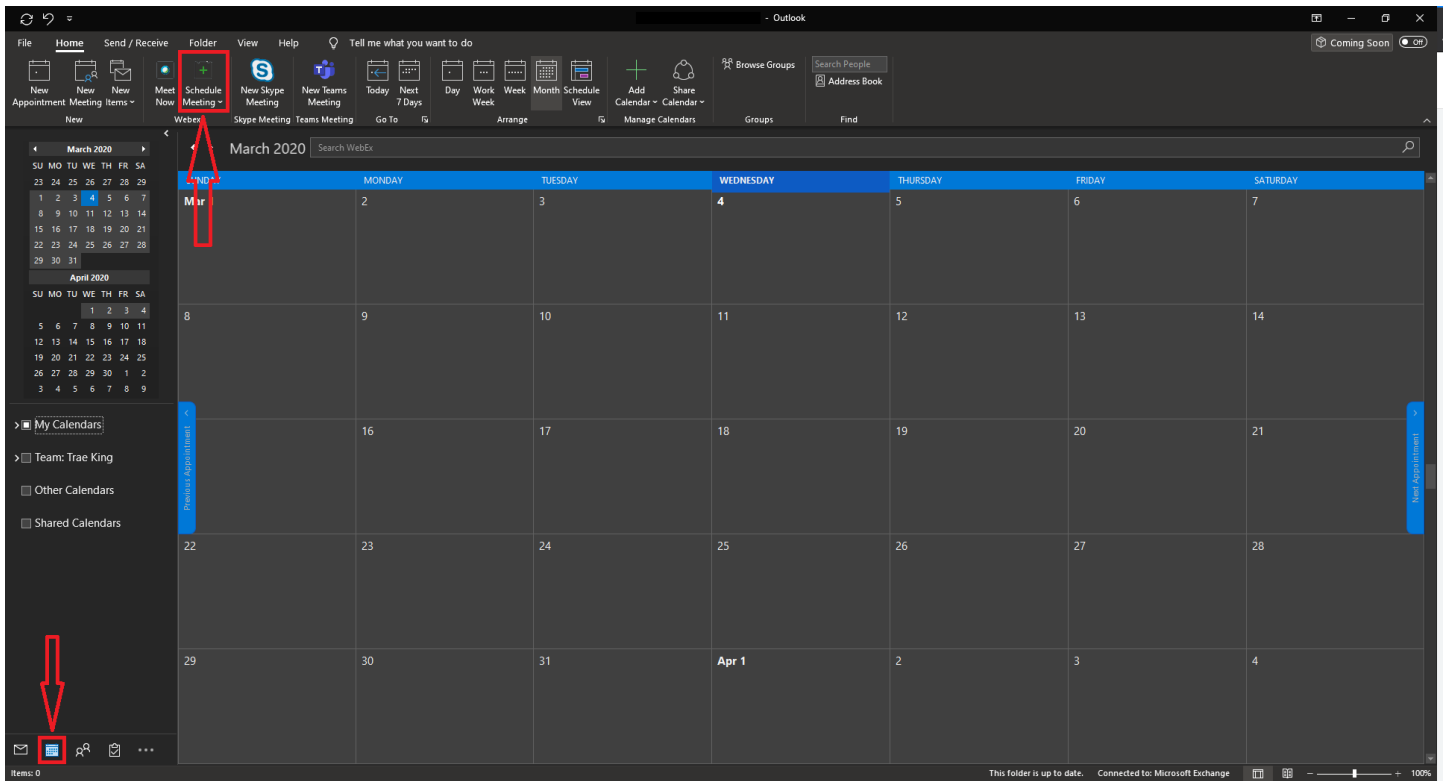 - Outlook
File Home Send / Receive Folder View Help Tell me what you want to do Coming Soon Off
New Appointment
New Meeting
New Items
New
Meet Now
Schedule Meeting
Webex
New Skype Meeting
Skype Meeting
New Teams Meeting
Teams Meeting
Today
Next 7 Days
Go To
Day
Work Week
Week
Month
Schedule View
Arrange
Add Calendar
Share Calendar
Manage Calendars
Browse Groups
Groups
Search People
Address Book
Find
March 2020
SU MO TU WE TH FR SA
23 24 25 26 27 28 29
1 2 3 4 5 6 7
8 9 10 11 12 13 14
15 16 17 18 19 20 21
22 23 24 25 26 27 28
29 30 31
April 2020
SU MO TU WE TH FR SA
1 2 3 4
5 6 7 8 9 10 11
12 13 14 15 16 17 18
19 20 21 22 23 24 25
26 27 28 29 30 1 2
3 4 5 6 7 8 9
My Calendars
Team: Trae King
Other Calendars
Shared Calendars
March 2020 Search WebEx
SUNDAY MONDAY TUESDAY WEDNESDAY THURSDAY FRIDAY SATURDAY
Mar 1 2 3 4 5 6 7
8 9 10 11 12 13 14
16 17 18 19 20 21
Previous Appointment
Next Appointment
22 23 24 25 26 27 28
29 30 31 Apr 1 2 3 4
Items: 0 This folder is up to date. Connected to: Microsoft Exchange 100%